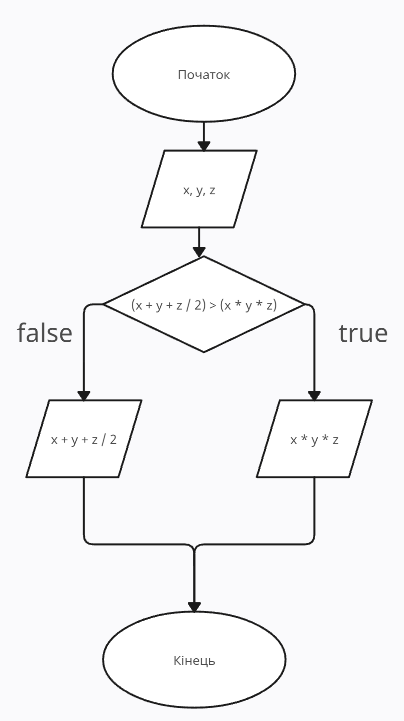 Початок
x, y, z
(x + y + z / 2) > (x * y * z)
false
true
x + y + z / 2
x * y * z
Кінець